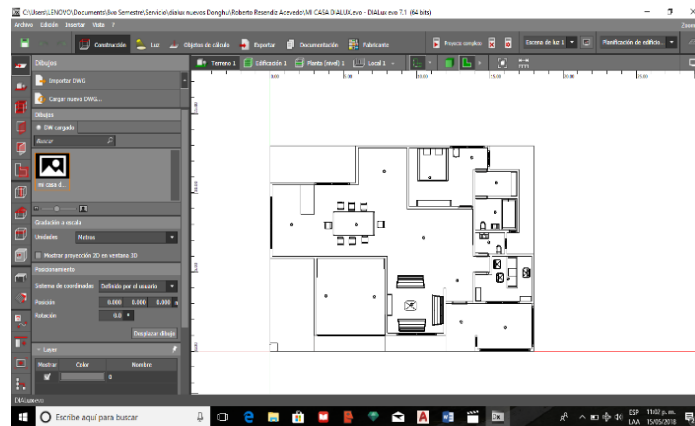 C:\Users\LENOVO\Documents\8vo Semestre\Servicio\dialux nuevos Donghu\Roberto Resendiz Acevedo\MI CASA DIALUX.evo - DIALux evo 7.1 (64 bits)
Archivo Edición Insertar Vista ?
Construcción Luz Objetos de cálculo Exportar Documentación Fabricante Proyecto completo Escena de luz 1 Planificación de edificio...
Dibujos Terreno 1 Edificación 1 Planta (nivel) 1 Local 1
Importar DWG
Cargar nuevo DWG...
Dibujos
DW cargado
Buscar
mi casa d...
Gradución a escala
Unidades Metros
Mostrar proyección 2D en ventana 3D
Posicionamiento
Sistema de coordenadas Definido por el usuario
Posición 0.000 0.000 0.000 m
Rotación 0.0 °
Desplazar dibujo
Layer
Mostrar Color Nombre
0
DIALux evo
Escribe aquí para buscar
ESP 11:07 p. m.
LAA 15/05/2018